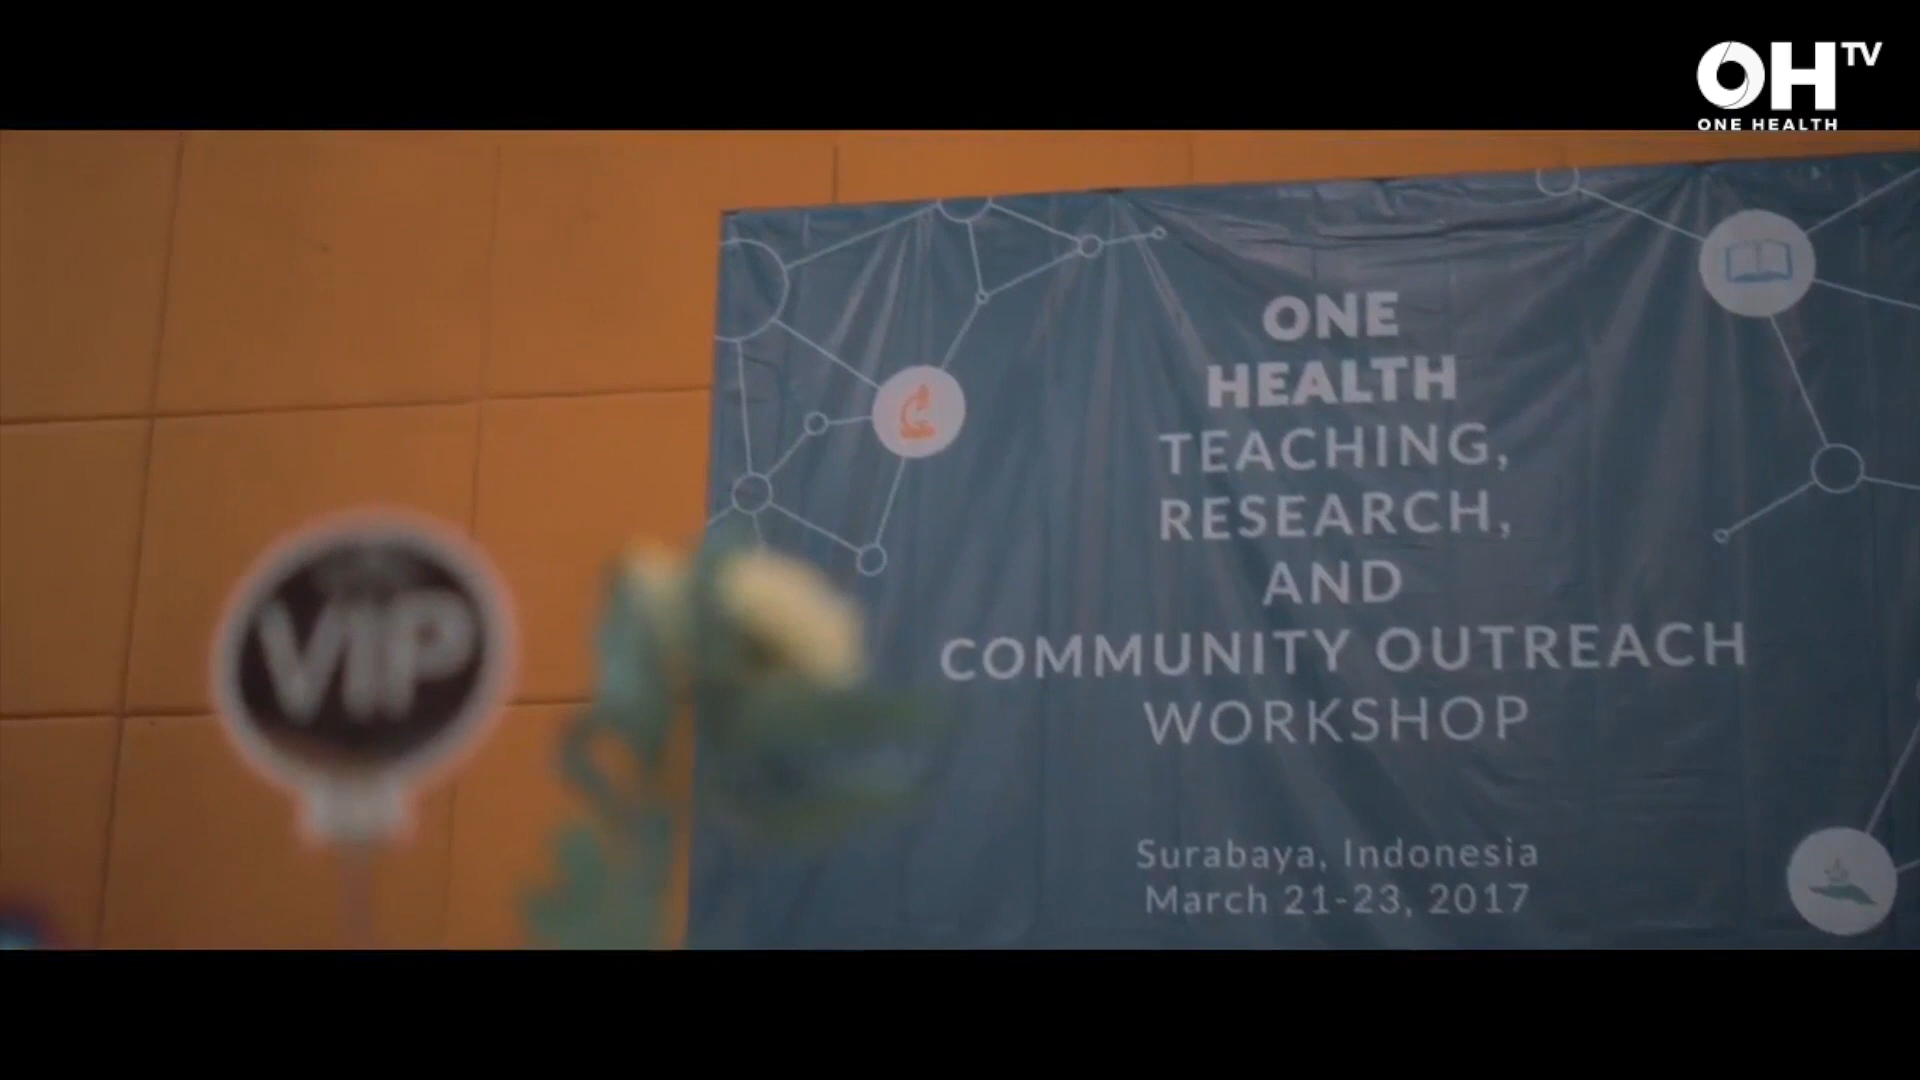 OH TV
ONE HEALTH
ONE
HEALTH
TEACHING,
RESEARCH,
AND
COMMUNITY OUTREACH
WORKSHOP
Surabaya, Indonesia
March 21-23, 2017
VIP